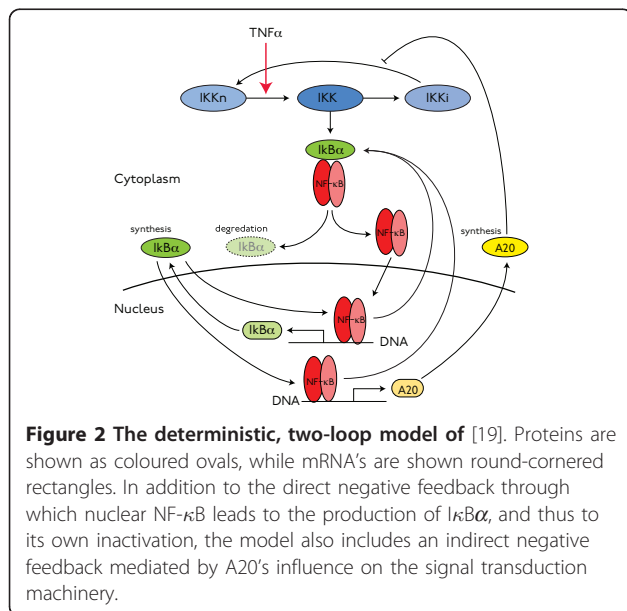 TNFα
IKKn
IKK
IKKi
IkBα
Cytoplasm
NF-κB
synthesis
degredation
NF-κB
synthesis
IkBα
IkBα
A20
Nucleus
NF-κB
IkBα
DNA
NF-κB
A20
DNA
Figure 2 The deterministic, two-loop model of [19]. Proteins are
shown as coloured ovals, while mRNA's are shown round-cornered
rectangles. In addition to the direct negative feedback through
which nuclear NF-κB leads to the production of IκBα, and thus to
its own inactivation, the model also includes an indirect negative
feedback mediated by A20's influence on the signal transduction
machinery.